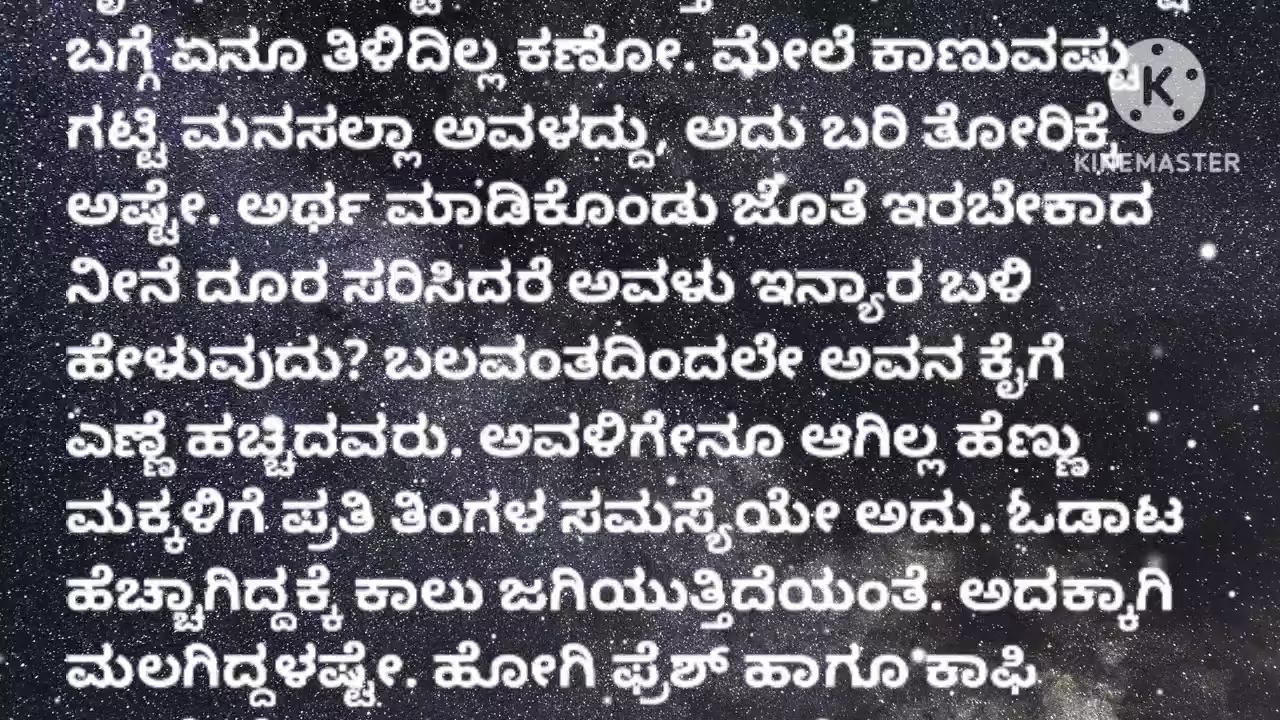 ಬಗ್ಗೆ ಏನೂ ತಿಳಿದಿಲ್ಲ ಕಣೋ. ಮೇಲೆ ಕಾಣುವಷ್ಟು
ಗಟ್ಟಿ ಮನಸಲ್ಲಾ ಅವಳದ್ದು, ಅದು ಬರಿ ತೋರಿಕೆ
KINEMASTER
ಅಷ್ಟೇ. ಅರ್ಥ ಮಾಡಿಕೊಂಡು ಜೊತೆ ಇರಬೇಕಾದ
ನೀನೆ ದೂರ ಸರಿಸಿದರೆ ಅವಳು ಇನ್ಯಾರ ಬಳಿ
ಹೇಳುವುದು? ಬಲವಂತದಿಂದಲೇ ಅವನ ಕೈಗೆ
ಎಣ್ಣೆ ಹಚ್ಚಿದವರು. ಅವಳಿಗೇನೂ ಆಗಿಲ್ಲ ಹೆಣ್ಣು
ಮಕ್ಕಳಿಗೆ ಪ್ರತಿ ತಿಂಗಳ ಸಮಸ್ಯೆಯೇ ಅದು. ಓಡಾಟ
ಹೆಚ್ಚಾಗಿದ್ದಕ್ಕೆ ಕಾಲು ಜಗಿಯುತ್ತಿದೆಯಂತೆ. ಅದಕ್ಕಾಗಿ
ಮಲಗಿದ್ದಳಷ್ಟೇ. ಹೋಗಿ ಫ್ರೆಶ್ ಹಾಗೂ ಕಾಫಿ